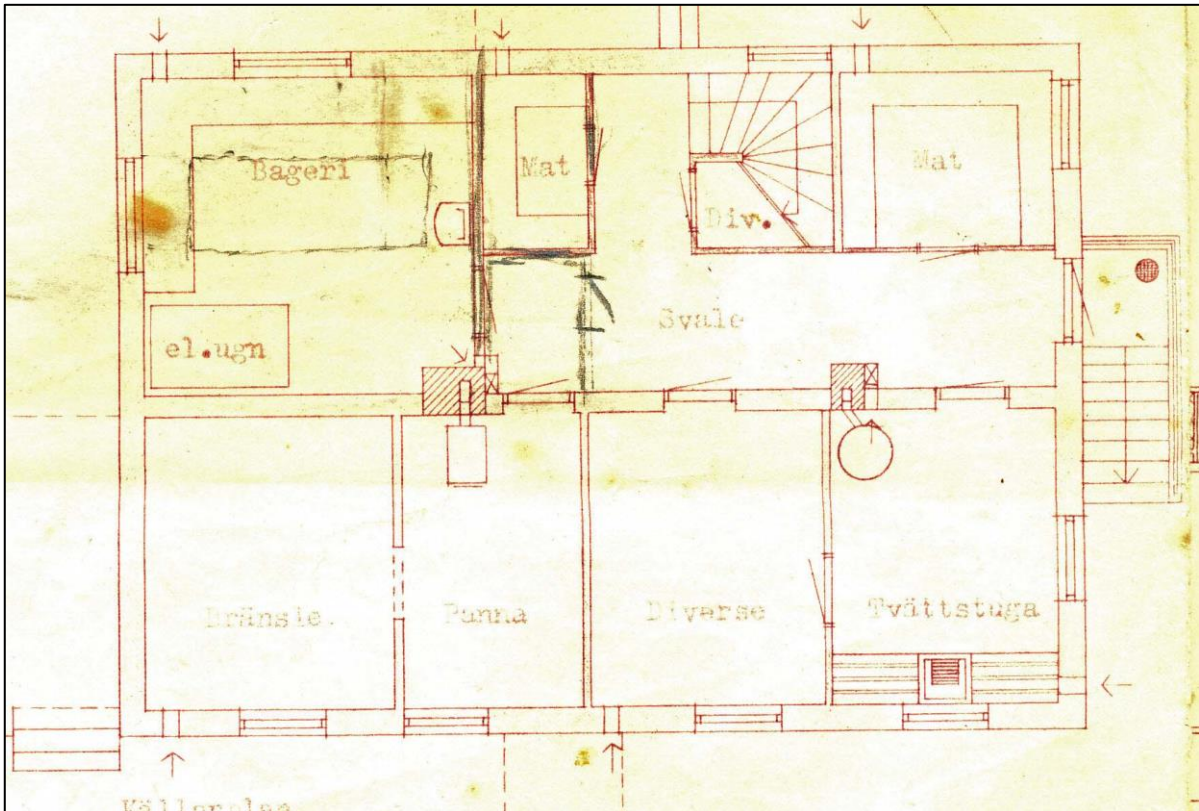 Bageri
Mat
Mat
Div.
Svale
el.ugn
Bränsle.
Panna
Diverse
Tvättstuga